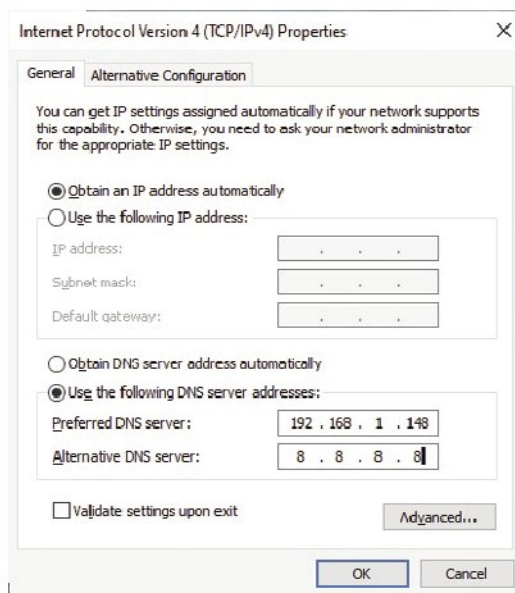 Internet Protocol Version 4 (TCP/IPv4) Properties
General
Alternative Configuration
You can get IP settings assigned automatically if your network supports
this capability. Otherwise, you need to ask your network administrator
for the appropriate IP settings.
Obtain an IP address automatically
Use the following IP address:
IP address:
Subnet mask:
Default gateway:
Obtain DNS server address automatically
Use the following DNS server addresses:
Preferred DNS server: 192 . 168 . 1 . 148
Alternative DNS server: 8 . 8 . 8 . 8
Validate settings upon exit
Advanced...
OK Cancel